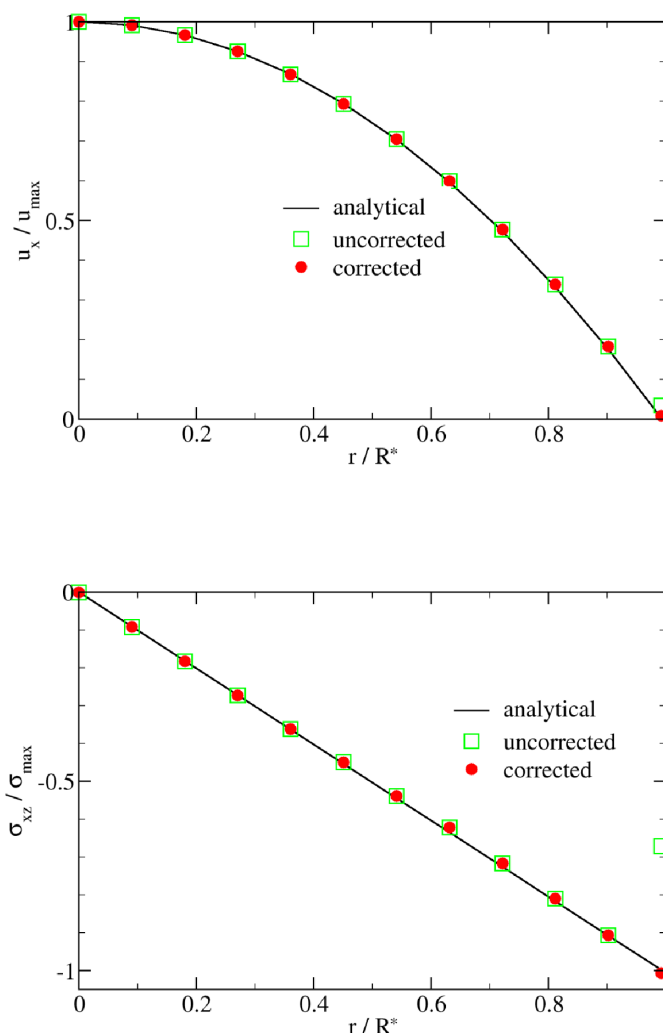 1
0.5
0
u_x / u_max
analytical
uncorrected
corrected
0 0.2 0.4 0.6 0.8
r / R*
0
-0.5
-1
σ_xz / σ_max
analytical
uncorrected
corrected
0 0.2 0.4 0.6 0.8
r / R*